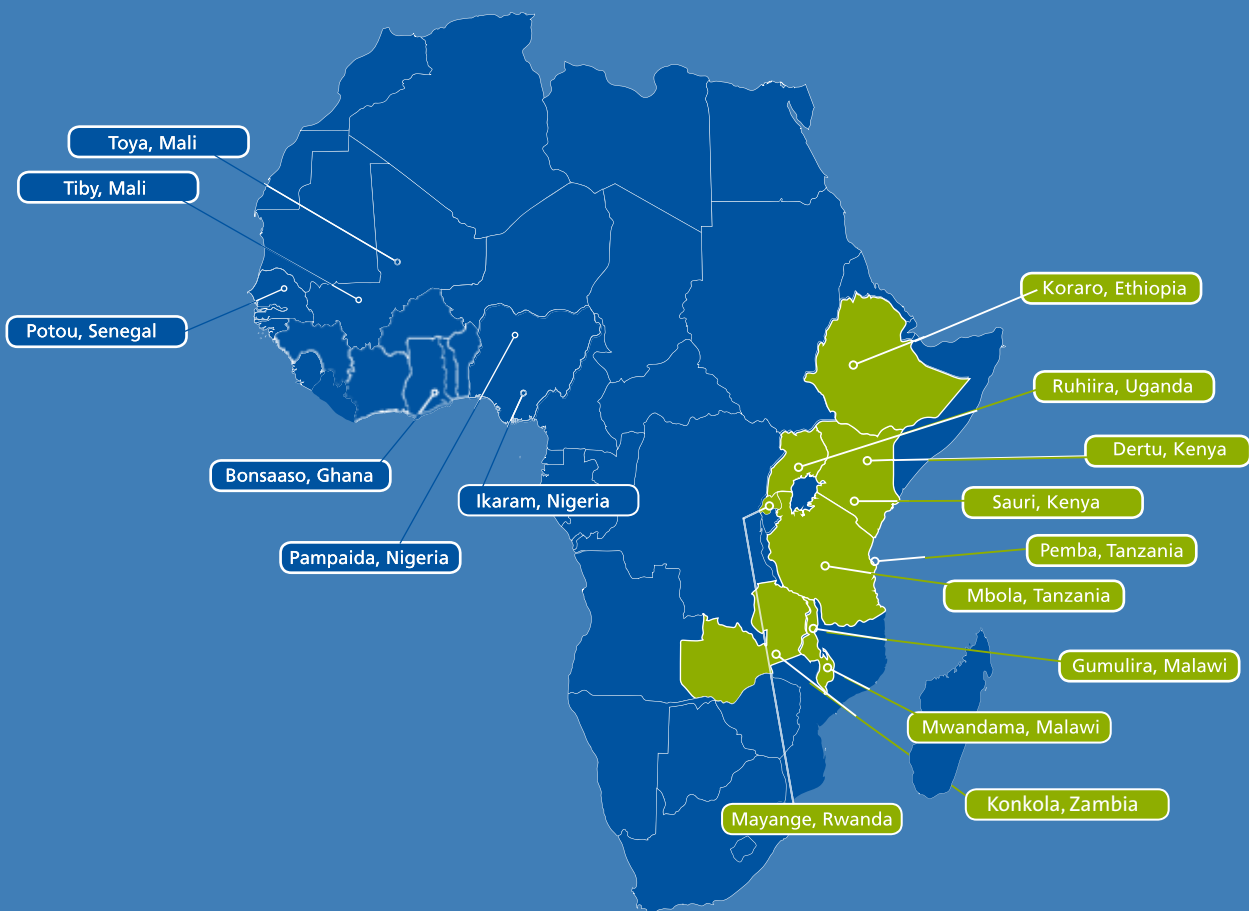 Toya, Mali
Tiby, Mali
Potou, Senegal
Bonsaaso, Ghana
Ikaram, Nigeria
Pampaida, Nigeria
Koraro, Ethiopia
Ruhiira, Uganda
Dertu, Kenya
Sauri, Kenya
Pemba, Tanzania
Mbola, Tanzania
Gumulira, Malawi
Mwandama, Malawi
Konkola, Zambia
Mayange, Rwanda